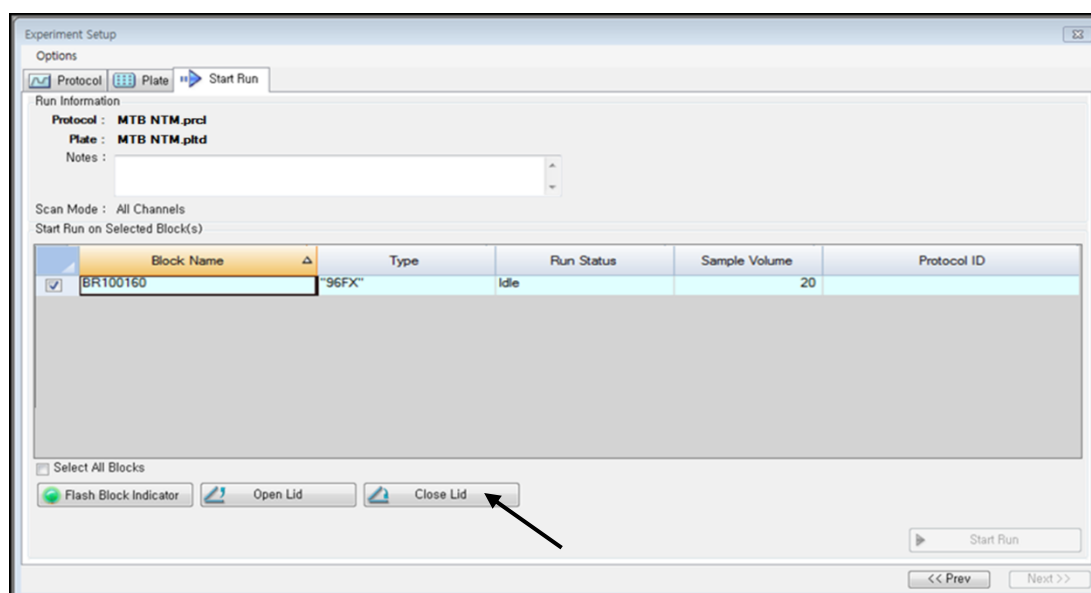 Experiment Setup
Options
Protocol Plate Start Run
Run Information
Protocol : MTB NTM.prcl
Plate : MTB NTM.pltd
Notes :
Scan Mode : All Channels
Start Run on Selected Block(s)
Block Name Type Run Status Sample Volume Protocol ID
BR100160 "96FX" Idle 20
Select All Blocks
Flash Block Indicator Open Lid Close Lid
Start Run
<< Prev Next >>